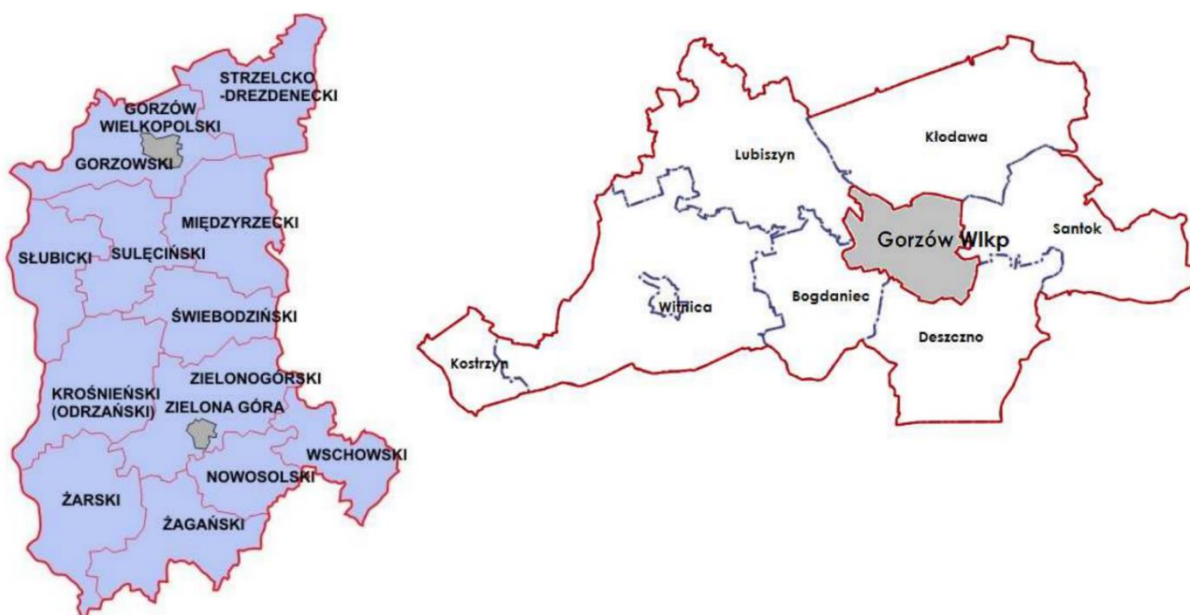 STRZELCKO
-DREZDENECKI
GORZÓW
WIELKOPOLSKI
GORZOWSKI
MIĘDZYRZECKI
SŁUBICKI
SULĘCIŃSKI
ŚWIEBODZIŃSKI
ZIELONOGÓRSKI
KROŚNIEŃSKI
(ODRZAŃSKI)
ZIELONA GÓRA
WSCHOWSKI
NOWOSOLSKI
ŻARSKI
ŻAGAŃSKI
Kłodawa
Lubiszyn
Santok
Gorzów Wlkp
Bogdaniec
Witnica
Deszczno
Kostrzyn